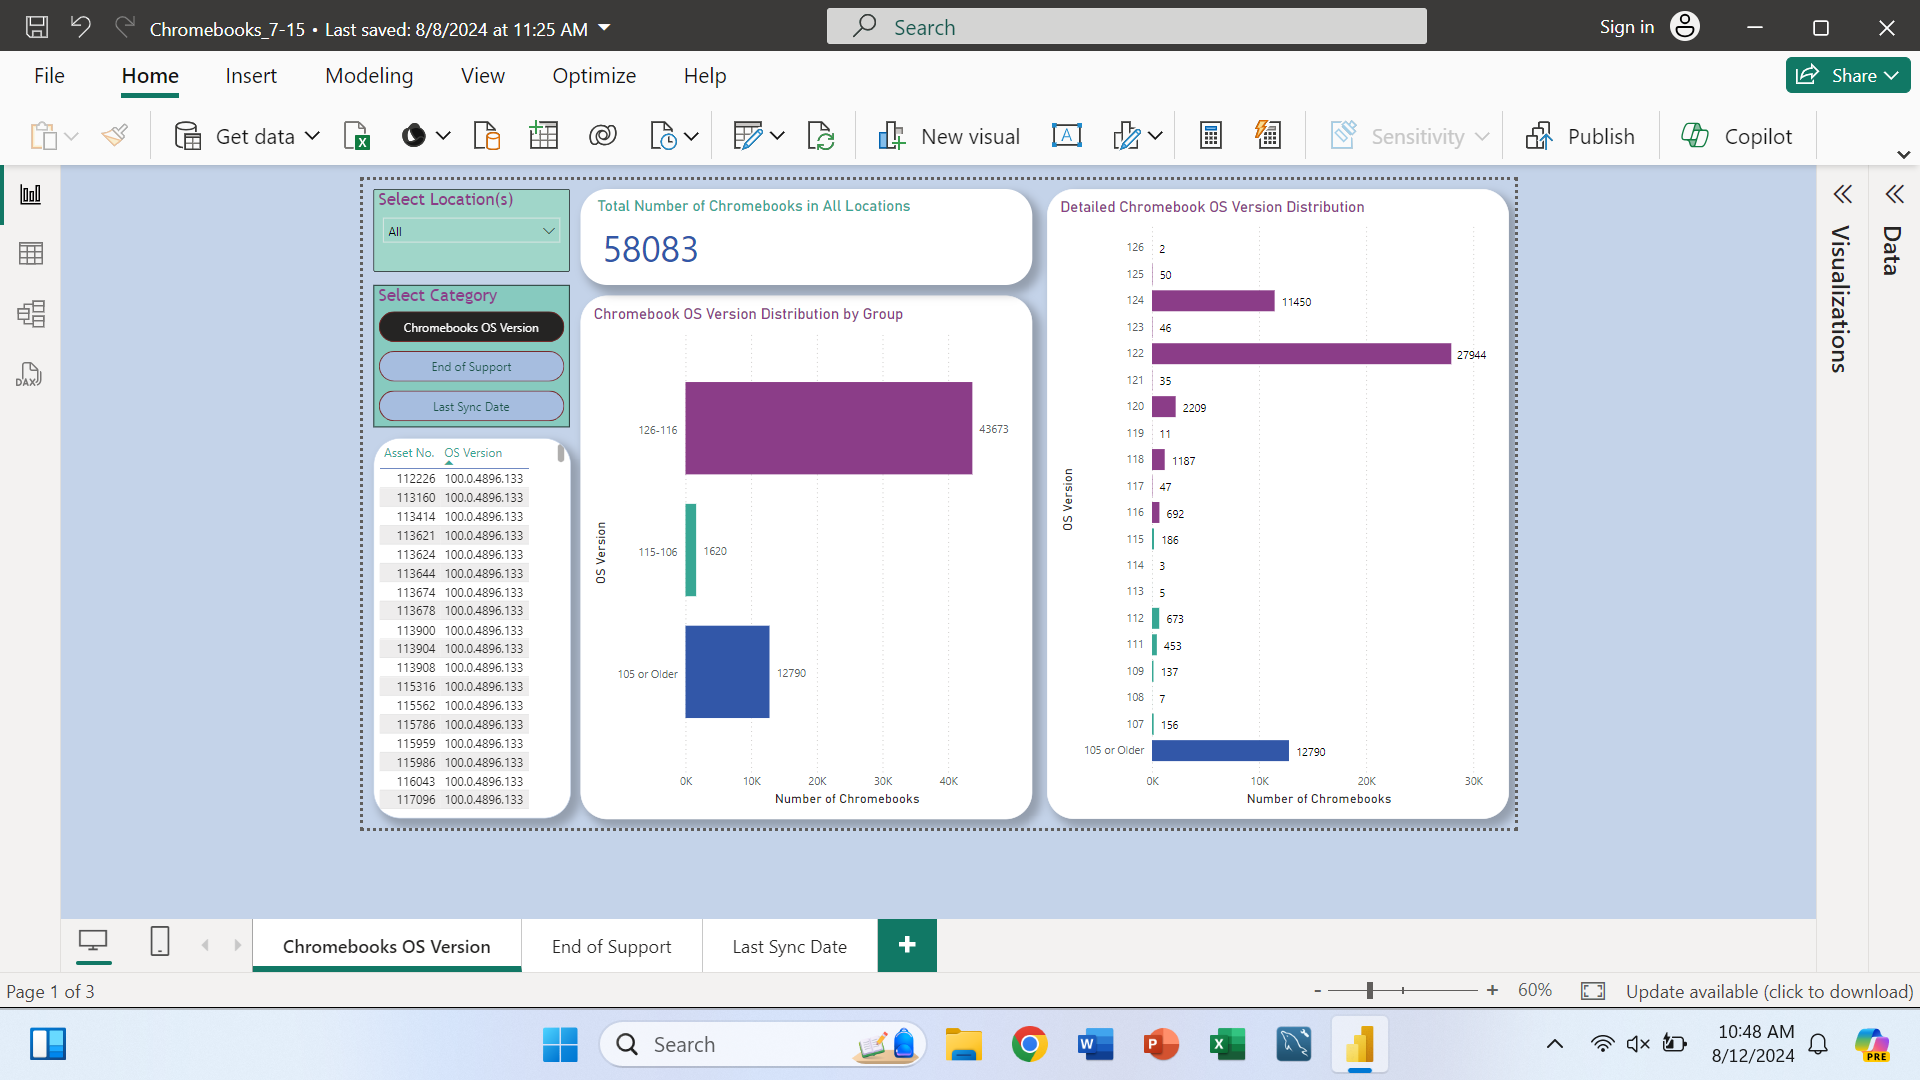 Chromebooks_7-15 • Last saved: 8/8/2024 at 11:25 AM
Search
Sign in
File
Home
Insert
Modeling
View
Optimize
Help
Share
Get data
New visual
Sensitivity
Publish
Copilot
Select Location(s)
All
Select Category
Chromebooks OS Version
End of Support
Last Sync Date
Asset No. OS Version
112226 100.0.4896.133
113160 100.0.4896.133
113414 100.0.4896.133
113621 100.0.4896.133
113624 100.0.4896.133
113644 100.0.4896.133
113674 100.0.4896.133
113678 100.0.4896.133
113900 100.0.4896.133
113904 100.0.4896.133
113908 100.0.4896.133
115316 100.0.4896.133
115562 100.0.4896.133
115786 100.0.4896.133
115959 100.0.4896.133
115986 100.0.4896.133
116043 100.0.4896.133
117096 100.0.4896.133
Total Number of Chromebooks in All Locations
58083
Chromebook OS Version Distribution by Group
OS Version
126-116 43673
115-106 1620
105 or Older 12790
0K 10K 20K 30K 40K
Number of Chromebooks
Detailed Chromebook OS Version Distribution
OS Version
126 2
125 50
124 11450
123 46
122 27944
121 35
120 2209
119 11
118 1187
117 47
116 692
115 186
114 3
113 5
112 673
111 453
109 137
108 7
107 156
105 or Older 12790
0K 10K 20K 30K
Number of Chromebooks
Visualizations
Data
DAX
Chromebooks OS Version
End of Support
Last Sync Date
+
Page 1 of 3
- + 60%
Update available (click to download)
Search
W
P
X
10:48 AM
8/12/2024
PRE